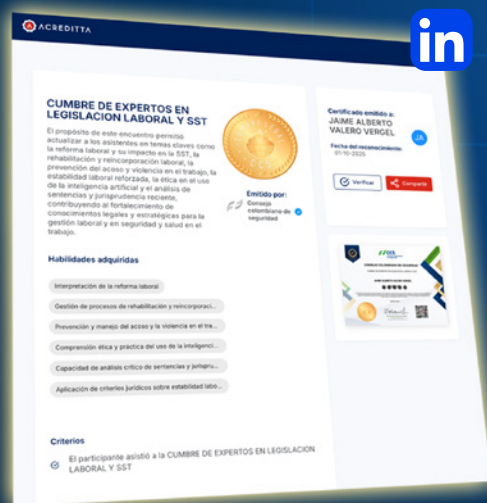 in
ACREDITTA
CUMBRE DE EXPERTOS EN
LEGISLACION LABORAL Y SST
El propósito de este encuentro permitió
actualizar a los asistentes en temas claves como
la reforma laboral y su impacto en la SST, la
rehabilitación y reincorporación laboral, la
prevención del acoso y violencia en el trabajo, la
estabilidad laboral reforzada, la ética en el uso
de la inteligencia artificial y el análisis de
sentencias y jurisprudencia reciente,
contribuyendo al fortalecimiento de
conocimientos legales y estratégicas para la
gestión laboral y en seguridad y salud en el
trabajo.
Emitido por:
Consejo
colombiano de
seguridad
Habilidades adquiridas
Interpretación de la reforma laboral
Gestión de procesos de rehabilitación y reincorporaci...
Prevención y manejo del acoso y la violencia en el tra...
Comprensión ética y práctica del uso de la inteligenci...
Capacidad de análisis crítico de sentencias y jurispru...
Aplicación de criterios jurídicos sobre estabilidad labo...
Criterios
El participante asistió a la CUMBRE DE EXPERTOS EN LEGISLACION
LABORAL Y SST
Certificado emitido a:
JAIME ALBERTO
VALERO VERGEL
JA
Fecha del reconocimiento:
01-10-2025
Verificar
Compartir